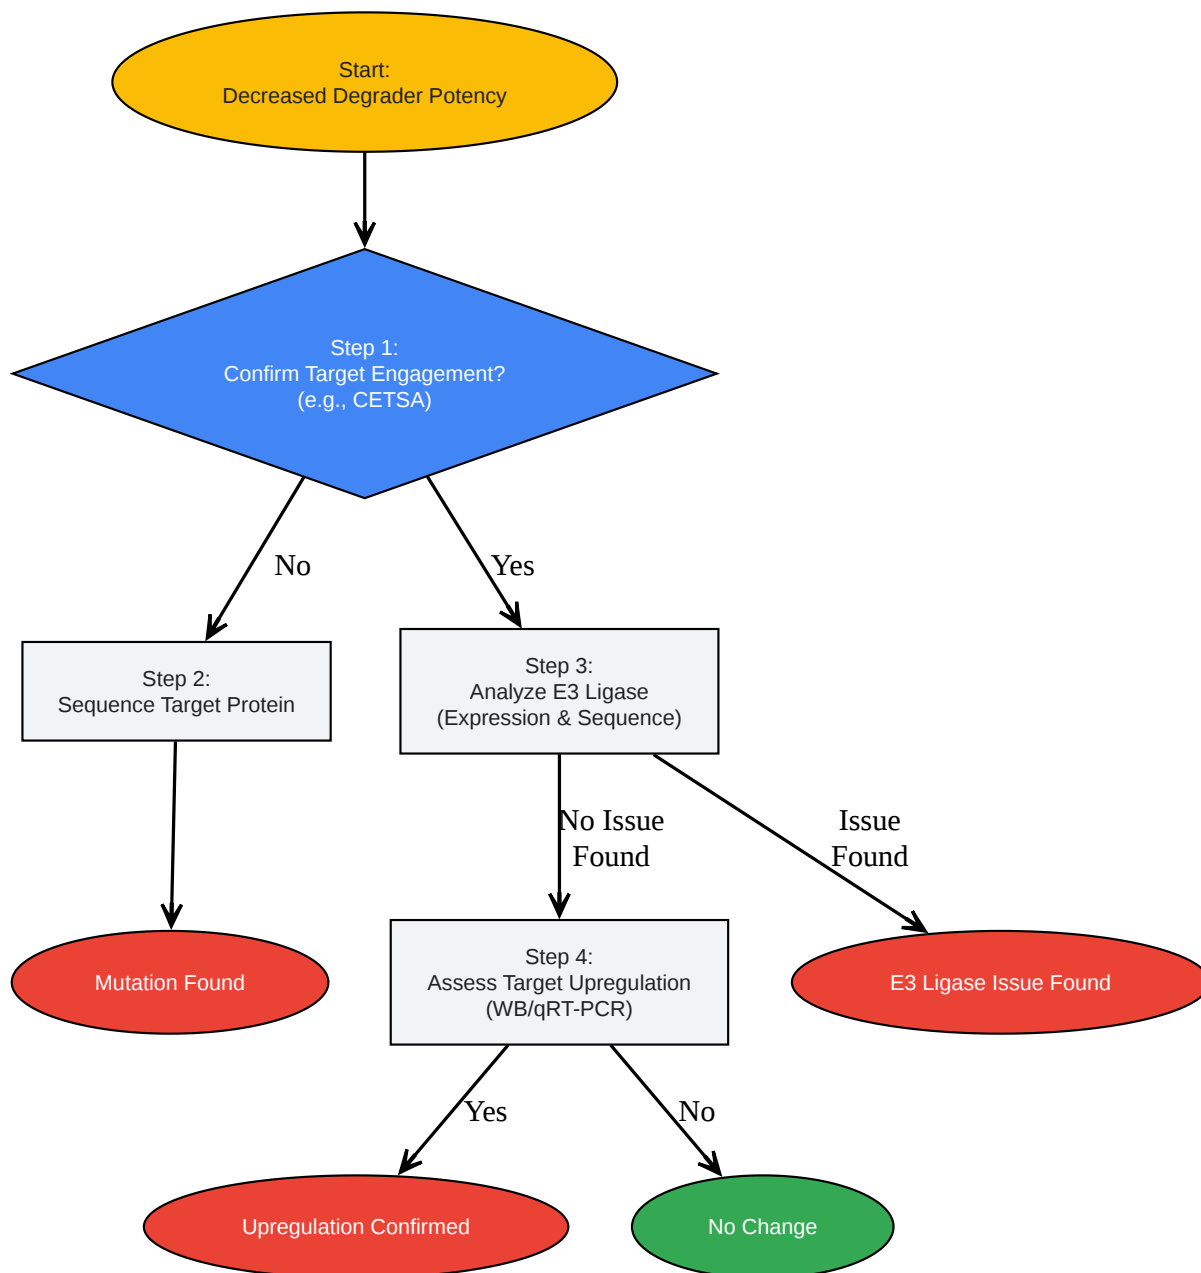 Start:
Decreased Degrader Potency
Step 1:
Confirm Target Engagement?
(e.g., CETSA)
No
Yes
Step 2:
Sequence Target Protein
Step 3:
Analyze E3 Ligase
(Expression & Sequence)
No Issue
Found
Issue
Found
Mutation Found
Step 4:
Assess Target Upregulation
(WB/qRT-PCR)
E3 Ligase Issue Found
Yes
No
Upregulation Confirmed
No Change